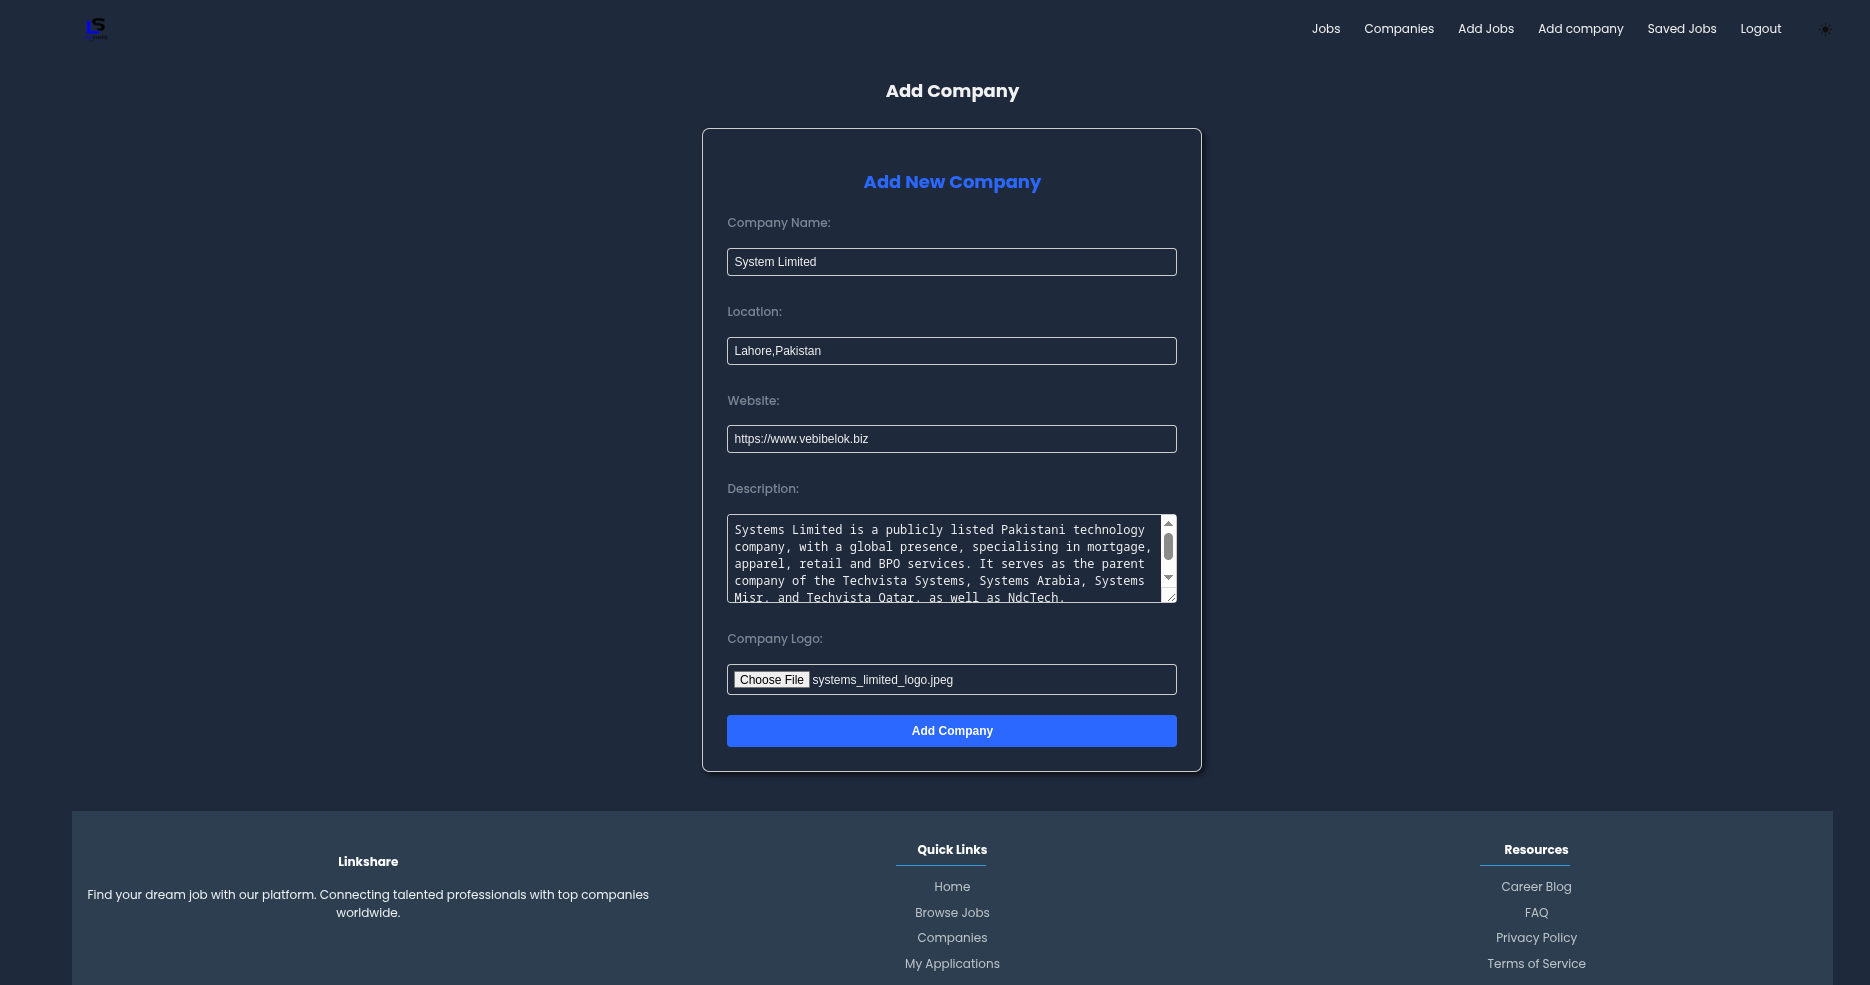 LS
Jobs Companies Add Jobs Add company Saved Jobs Logout
Add Company
Add New Company
Company Name:
System Limited
Location:
Lahore,Pakistan
Website:
https://www.vebibelok.biz
Description:
Systems Limited is a publicly listed Pakistani technology
company, with a global presence, specialising in mortgage,
apparel, retail and BPO services. It serves as the parent
company of the Techvista Systems, Systems Arabia, Systems
Misr, and Techvista Qatar, as well as NdcTech.
Company Logo:
Choose File systems_limited_logo.jpeg
Add Company
Linkshare
Find your dream job with our platform. Connecting talented professionals with top companies
worldwide.
Quick Links
Home
Browse Jobs
Companies
My Applications
Resources
Career Blog
FAQ
Privacy Policy
Terms of Service